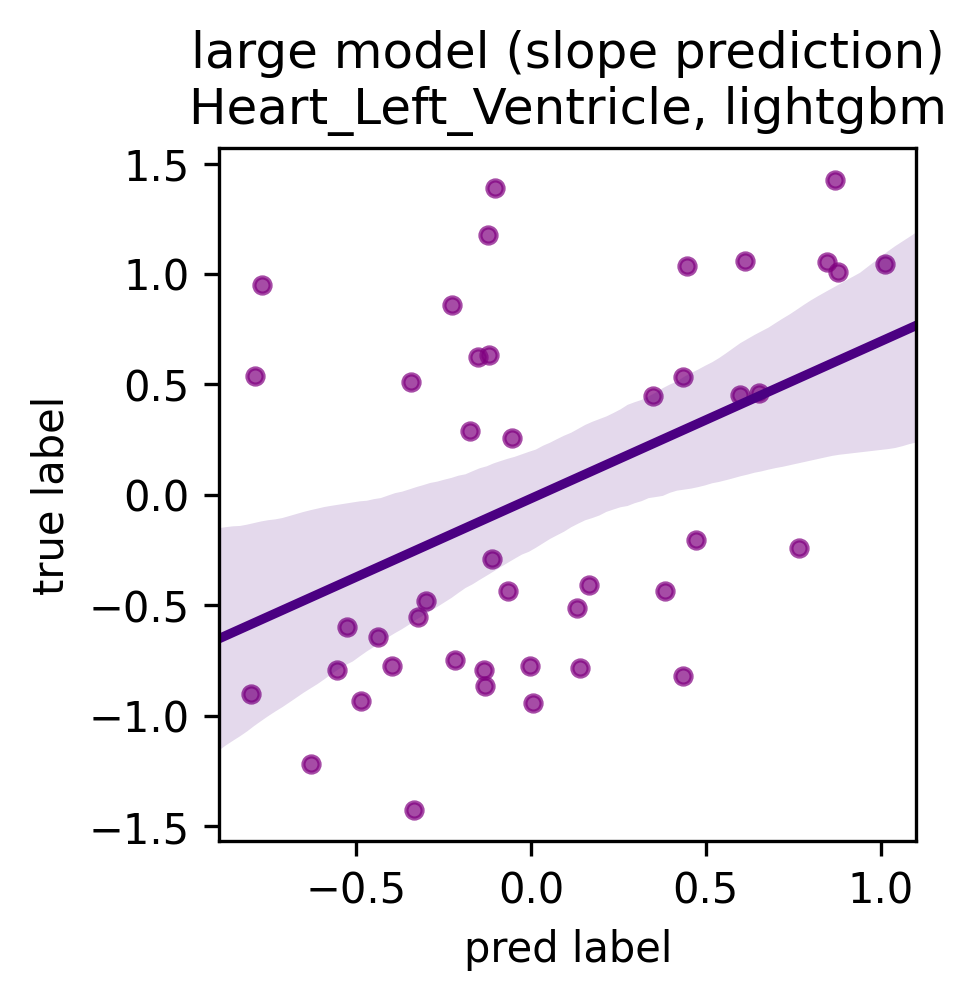 large model (slope prediction)
Heart_Left_Ventricle, lightgbm
1.5
1.0
0.5
0.0
−0.5
−1.0
−1.5
true label
−0.5
0.0
0.5
1.0
pred label